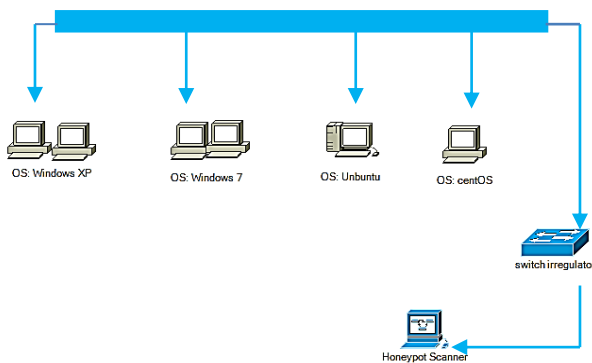 OS: Windows XP
OS: Windows 7
OS: Unbuntu
OS: centOS
switch irregulato
Honeypot Scanner